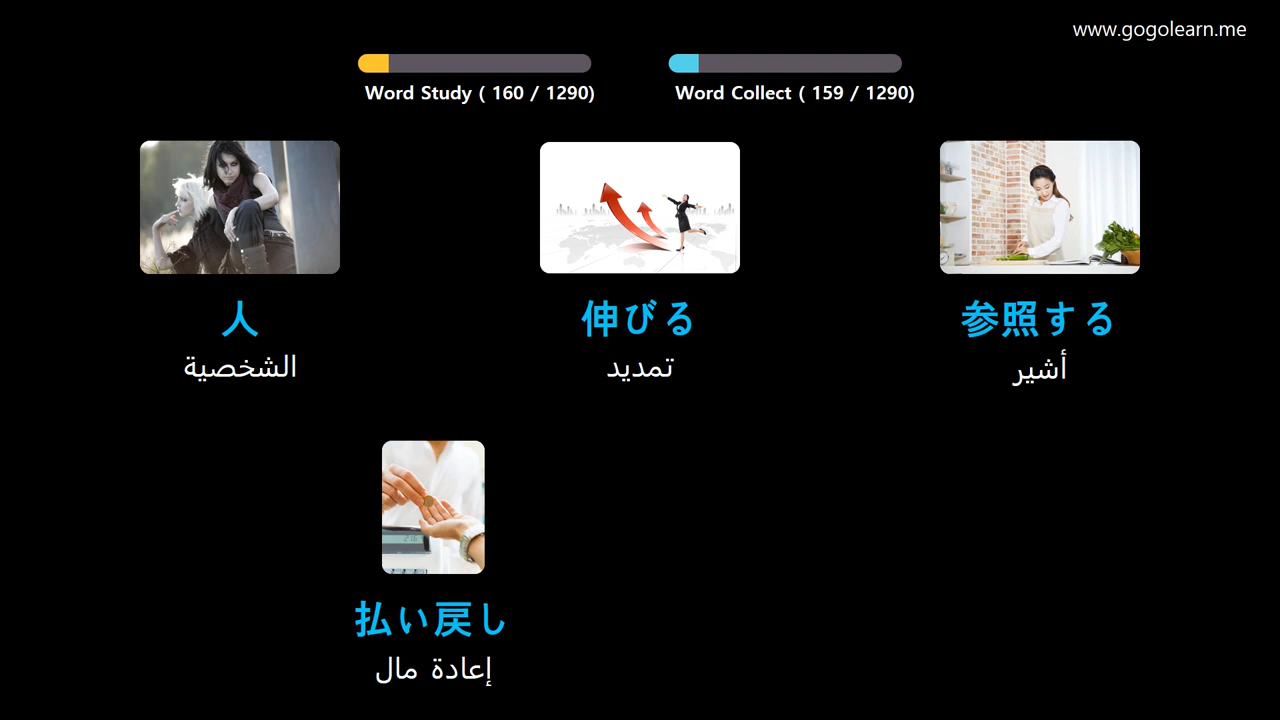 www.gogolearn.me
Word Study ( 160 / 1290)
Word Collect ( 159 / 1290)
人
الشخصية
伸びる
تمديد
参照する
أشير
払い戻し
إعادة مال